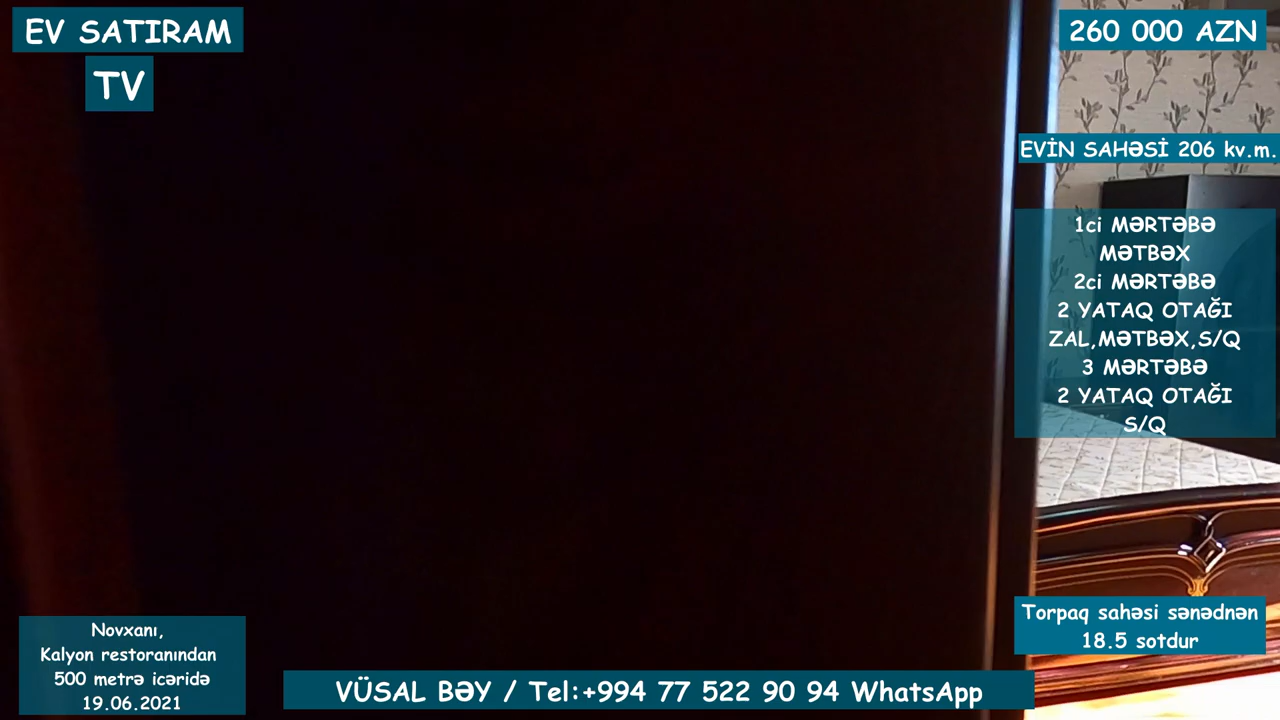 EV SATIRAM
TV
260 000 AZN
EVİN SAHƏSİ 206 kv.m.
1ci MƏRTƏBƏ
MƏTBƏX
2ci MƏRTƏBƏ
2 YATAQ OTAĞI
ZAL,MƏTBƏX,S/Q
3 MƏRTƏBƏ
2 YATAQ OTAĞI
S/Q
Torpaq sahəsi sənədnən
18.5 sotdur
Novxanı,
Kalyon restoranından
500 metrə icəridə
19.06.2021
VÜSAL BƏY / Tel:+994 77 522 90 94 WhatsApp